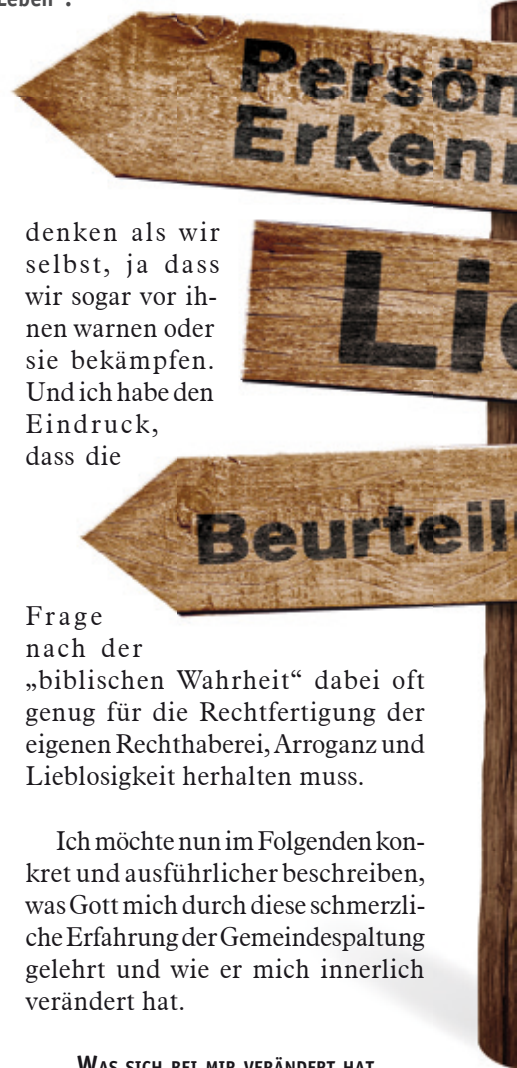 Leben“.
Persön
Erkenn
denken als wir
selbst, ja dass
wir sogar vor ih-
nen warnen oder
sie bekämpfen.
Und ich habe den
Eindruck,
dass die
Lie
Beurteil
Frage
nach der
„biblischen Wahrheit“ dabei oft
genug für die Rechtfertigung der
eigenen Rechthaberei, Arroganz und
Lieblosigkeit herhalten muss.
Ich möchte nun im Folgenden kon-
kret und ausführlicher beschreiben,
was Gott mich durch diese schmerzli-
che Erfahrung der Gemeindespaltung
gelehrt und wie er mich innerlich
verändert hat.
WAS SICH BEI MIR VERÄNDERT HAT